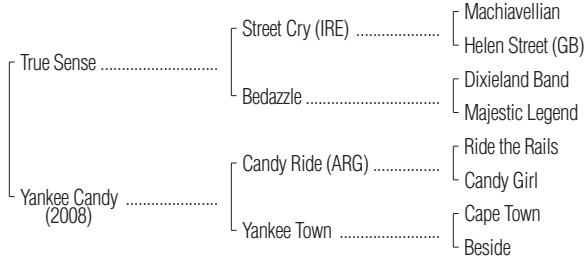 Machiavellian
Street Cry (IRE) ..................
Helen Street (GB)
True Sense ...........................
Dixieland Band
Bedazzle .............................
Majestic Legend
Ride the Rails
Candy Ride (ARG) ..............
Candy Girl
Yankee Candy .....................
(2008)
Cape Town
Yankee Town ......................
Beside